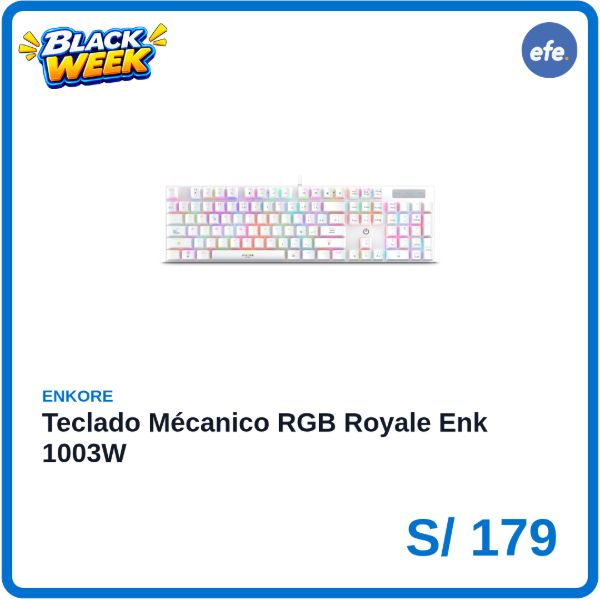 BLACK
WEEK
efe.
ENKORE
Teclado Mécanico RGB Royale Enk
1003W
S/ 179